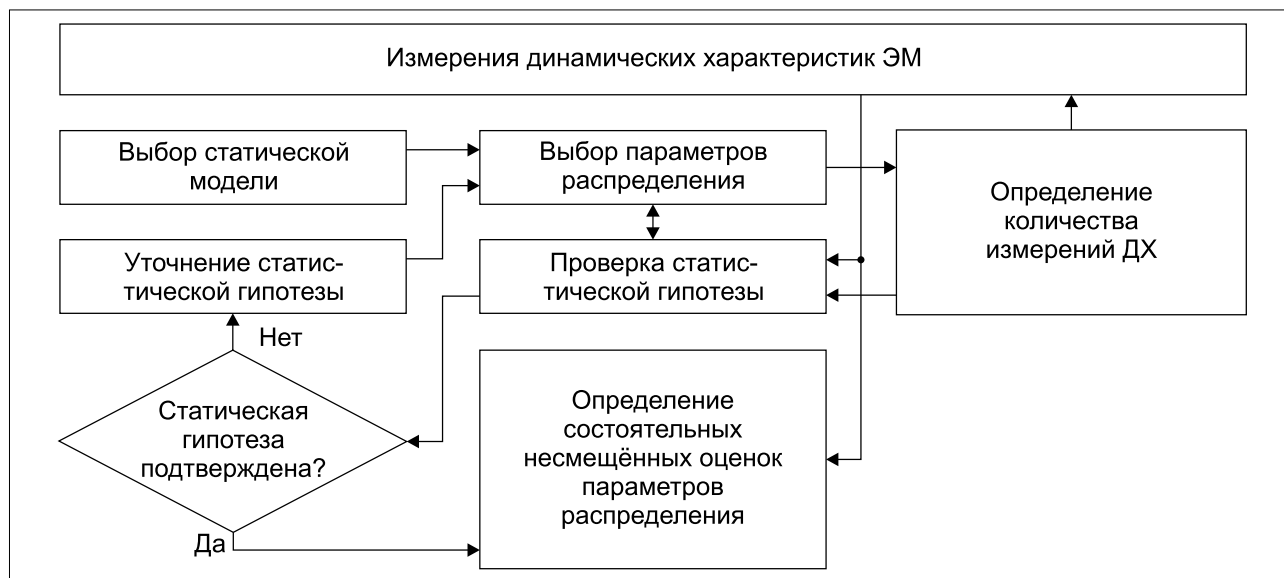 Измерения динамических характеристик ЭМ
Выбор статической
модели
Выбор параметров
распределения
Определение
количества
измерений ДХ
Уточнение статис-
тической гипотезы
Проверка статис-
тической гипотезы
Нет
Статическая
гипотеза
подтверждена?
Да
Определение
состоятельных
несмещённых оценок
параметров
распределения